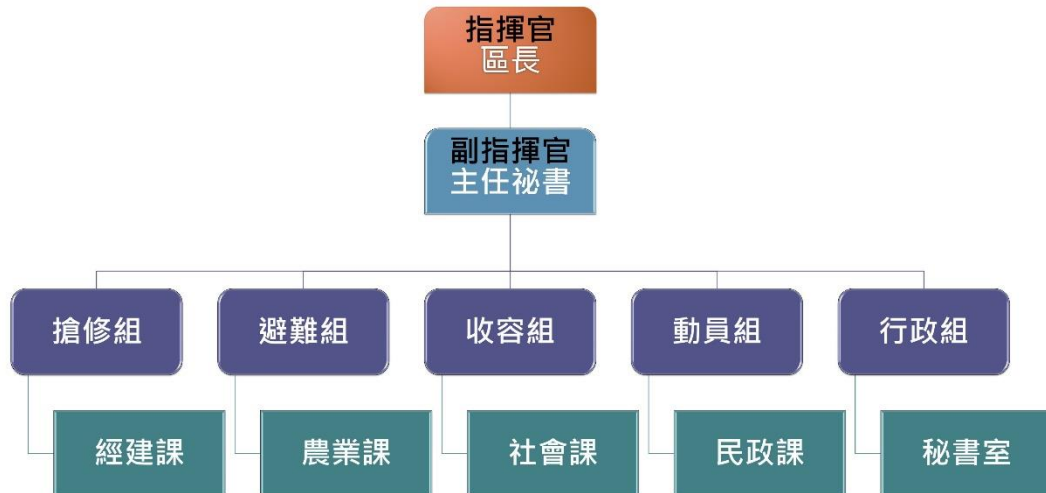 指揮官
區長
副指揮官
主任祕書
搶修組
避難組
收容組
動員組
行政組
經建課
農業課
社會課
民政課
秘書室